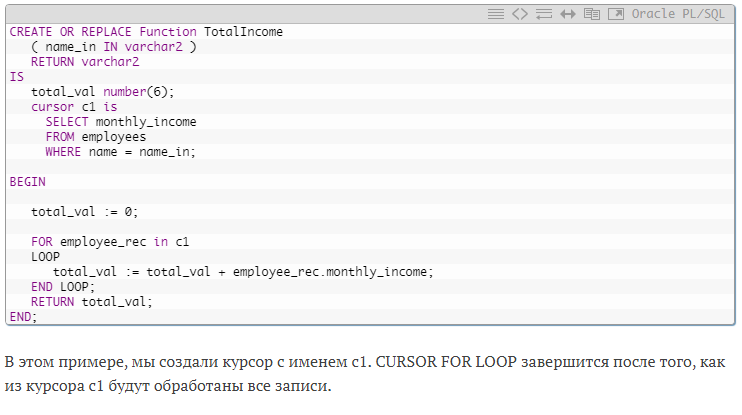 Oracle PL/SQL
CREATE OR REPLACE Function TotalIncome
( name_in IN varchar2 )
RETURN varchar2
IS
total_val number(6);
cursor c1 is
SELECT monthly_income
FROM employees
WHERE name = name_in;
BEGIN
total_val := 0;
FOR employee_rec in c1
LOOP
total_val := total_val + employee_rec.monthly_income;
END LOOP;
RETURN total_val;
END;
В этом примере, мы создали курсор с именем c1. CURSOR FOR LOOP завершится после того, как
из курсора c1 будут обработаны все записи.